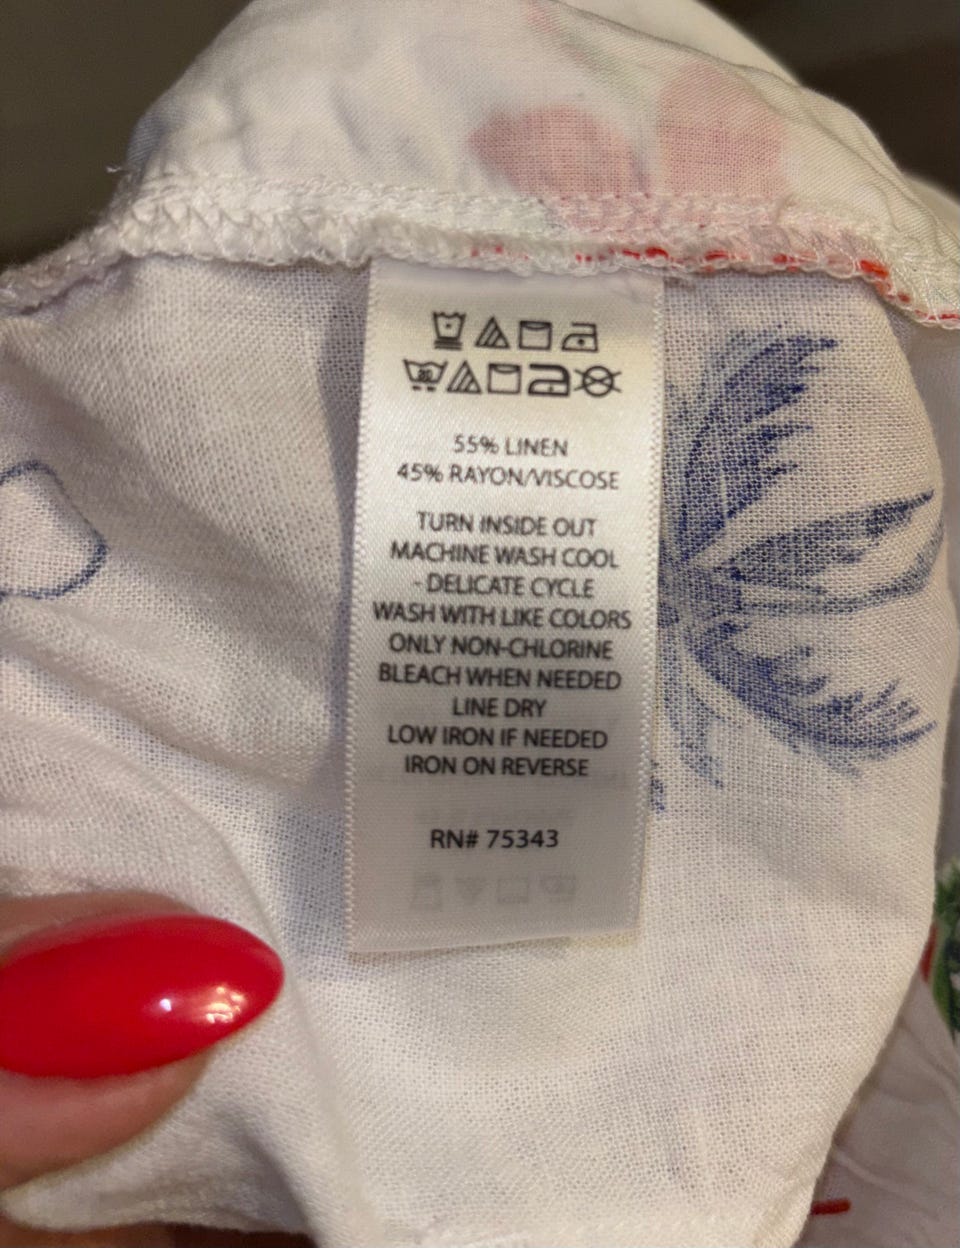 30
55% LINEN
45% RAYON/VISCOSE
TURN INSIDE OUT
MACHINE WASH COOL
- DELICATE CYCLE
WASH WITH LIKE COLORS
ONLY NON-CHLORINE
BLEACH WHEN NEEDED
LINE DRY
LOW IRON IF NEEDED
IRON ON REVERSE
RN# 75343